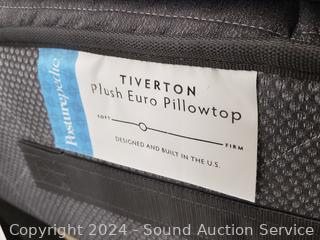 Posturepedic
TIVERTON
Plush Euro Pillowtop
SOFT FIRM
DESIGNED AND BUILT IN THE U.S.
Copyright 2024 - Sound Auction Service